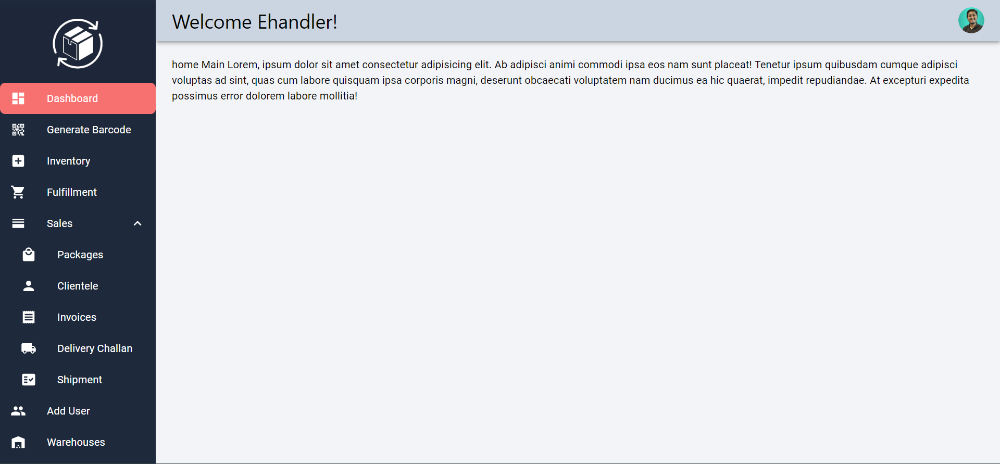 Welcome Ehandler!
Dashboard
Generate Barcode
Inventory
Fulfillment
Sales
Packages
Clientele
Invoices
Delivery Challan
Shipment
Add User
Warehouses
home Main Lorem, ipsum dolor sit amet consectetur adipisicing elit. Ab adipisci animi commodi ipsa eos nam sunt placeat! Tenetur ipsum quibusdam cumque adipisci
voluptas ad sint, quas cum labore quisquam ipsa corporis magni, deserunt obcaecati voluptatem nam ducimus ea hic quaerat, impedit repudiandae. At excepturi expedita
possimus error dolorem labore mollitia!